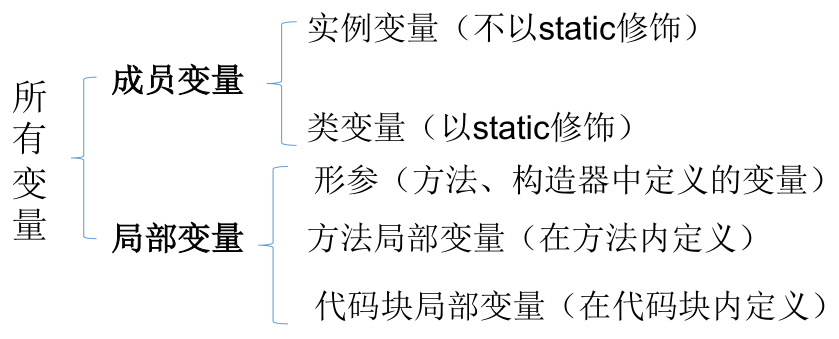 所有变量
成员变量
实例变量（不以static修饰）
类变量（以static修饰）
局部变量
形参（方法、构造器中定义的变量）
方法局部变量（在方法内定义）
代码块局部变量（在代码块内定义）